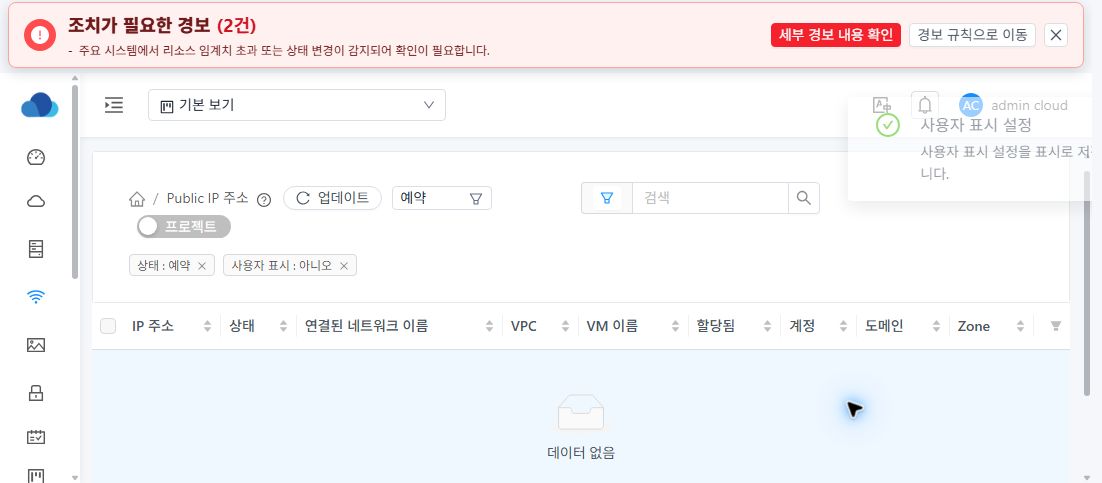 조치가 필요한 경보 (2건)
- 주요 시스템에서 리소스 임계치 초과 또는 상태 변경이 감지되어 확인이 필요합니다.
세부 경보 내용 확인
경보 규칙으로 이동
기본 보기
AC
admin cloud
사용자 표시 설정
사용자 표시 설정을 표시로 저
니다.
/ Public IP 주소
업데이트
예약
검색
프로젝트
상태 : 예약
사용자 표시 : 아니오
IP 주소
상태
연결된 네트워크 이름
VPC
VM 이름
할당됨
계정
도메인
Zone
데이터 없음